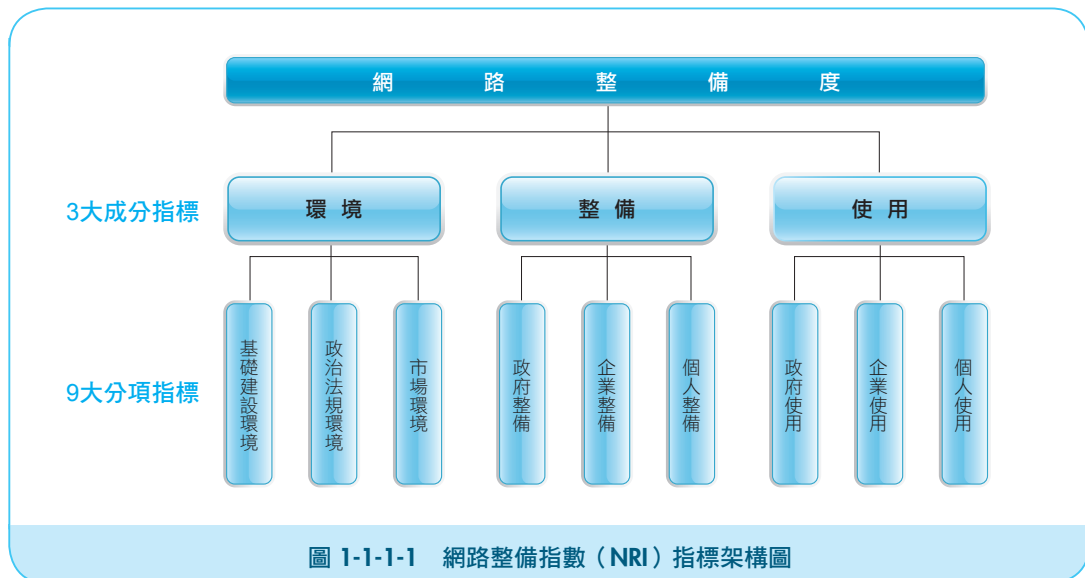 網路整備度
3大成分指標
環境
整備
使用
9大分項指標
基礎建設環境
政治法規環境
市場環境
政府整備
企業整備
個人整備
政府使用
企業使用
個人使用
圖 1-1-1-1 網路整備指數（NRI）指標架構圖